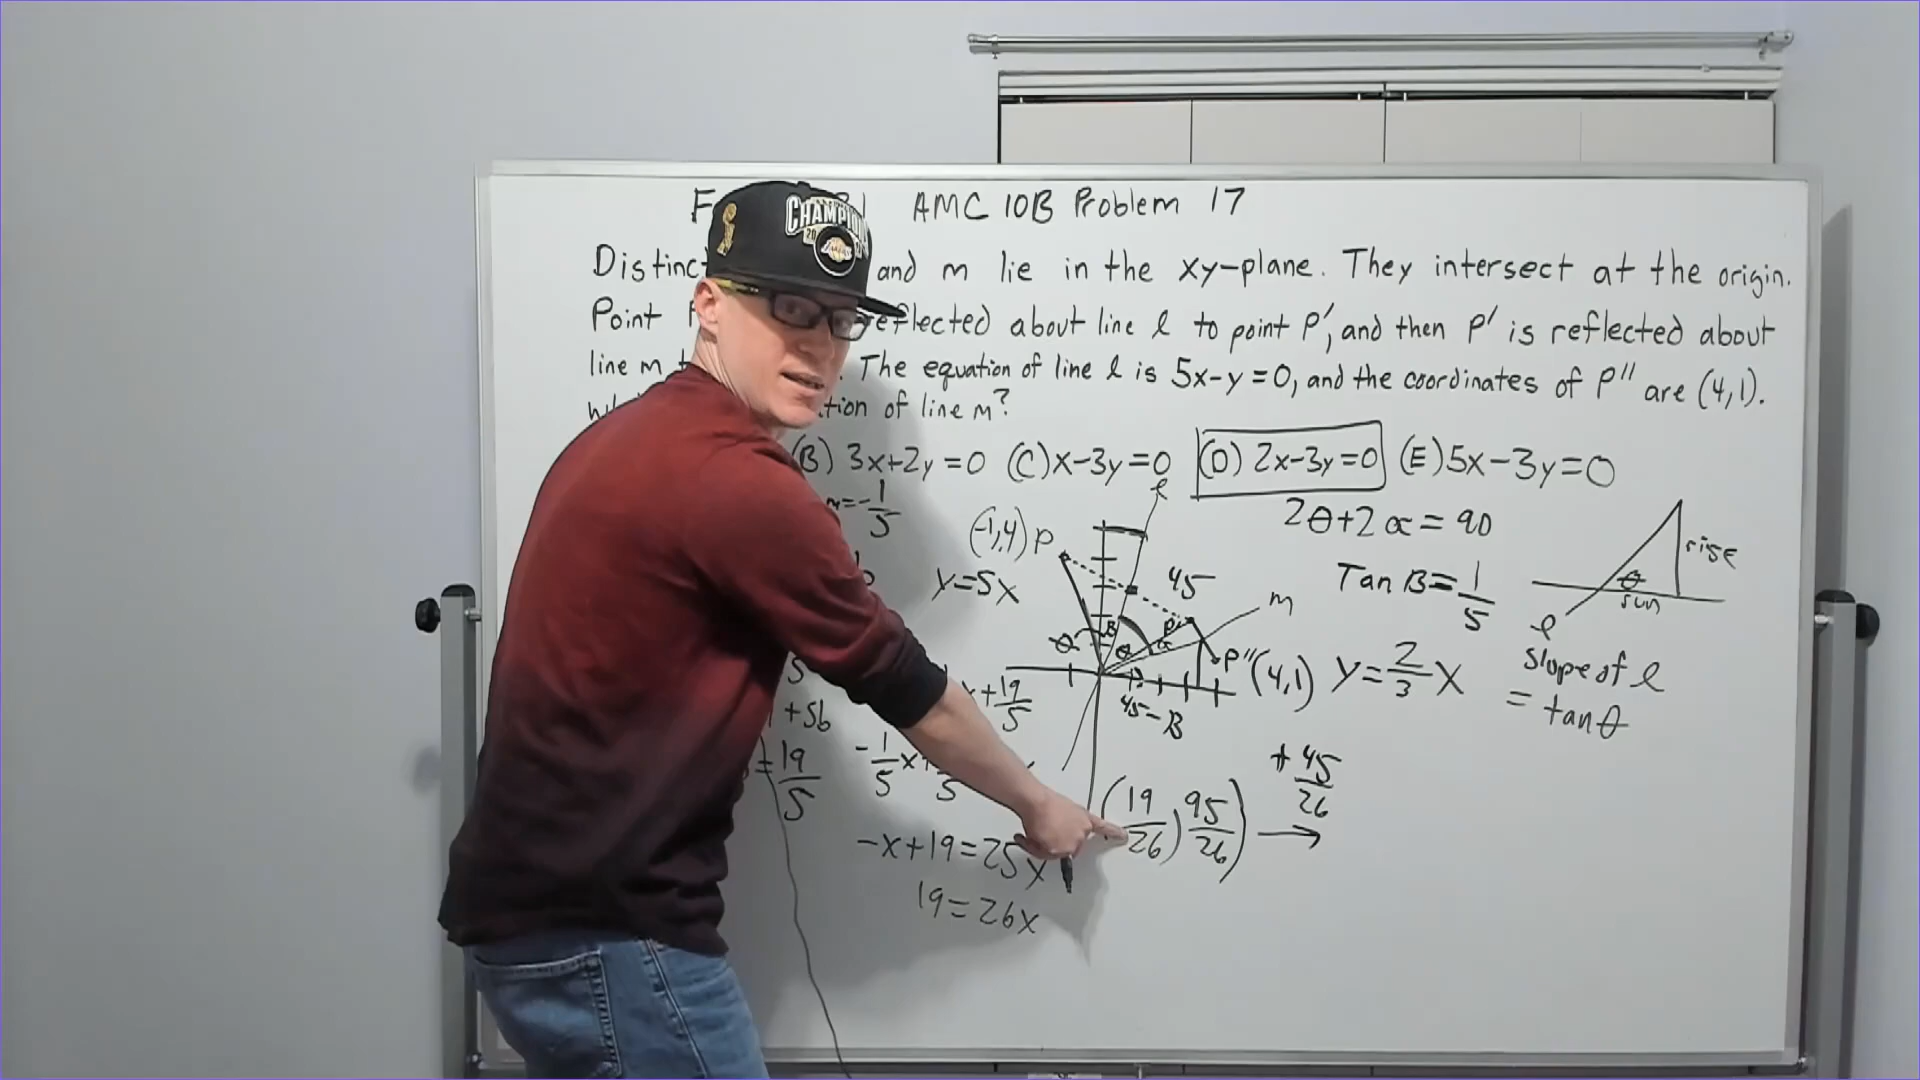 AMC 10B Problem 17
Distinc and m lie in the xy-plane. They intersect at the origin.
Point reflected about line l to point P', and then P' is reflected about
line m . The equation of line l is 5x-y=0, and the coordinates of P'' are (4,1).
tion of line m?
(B) 3x+2y=0 (C) x-3y=0 (D) 2x-3y=0 (E) 5x-3y=0
CHAMPION
m=-1/5
(-1,4) P
l
2θ+2α=90
y=5x
45
m
Tan B=1/5
rise
θ
run
l
θ B θ α P'
P'' (4,1)
y=2/3 x
Slope of l
= tanθ
45-B
+5b
=19/5
x+19/5
-1/5 x+
-x+19=25x
19=26x
(19/26, 95/26)
+45/26
→